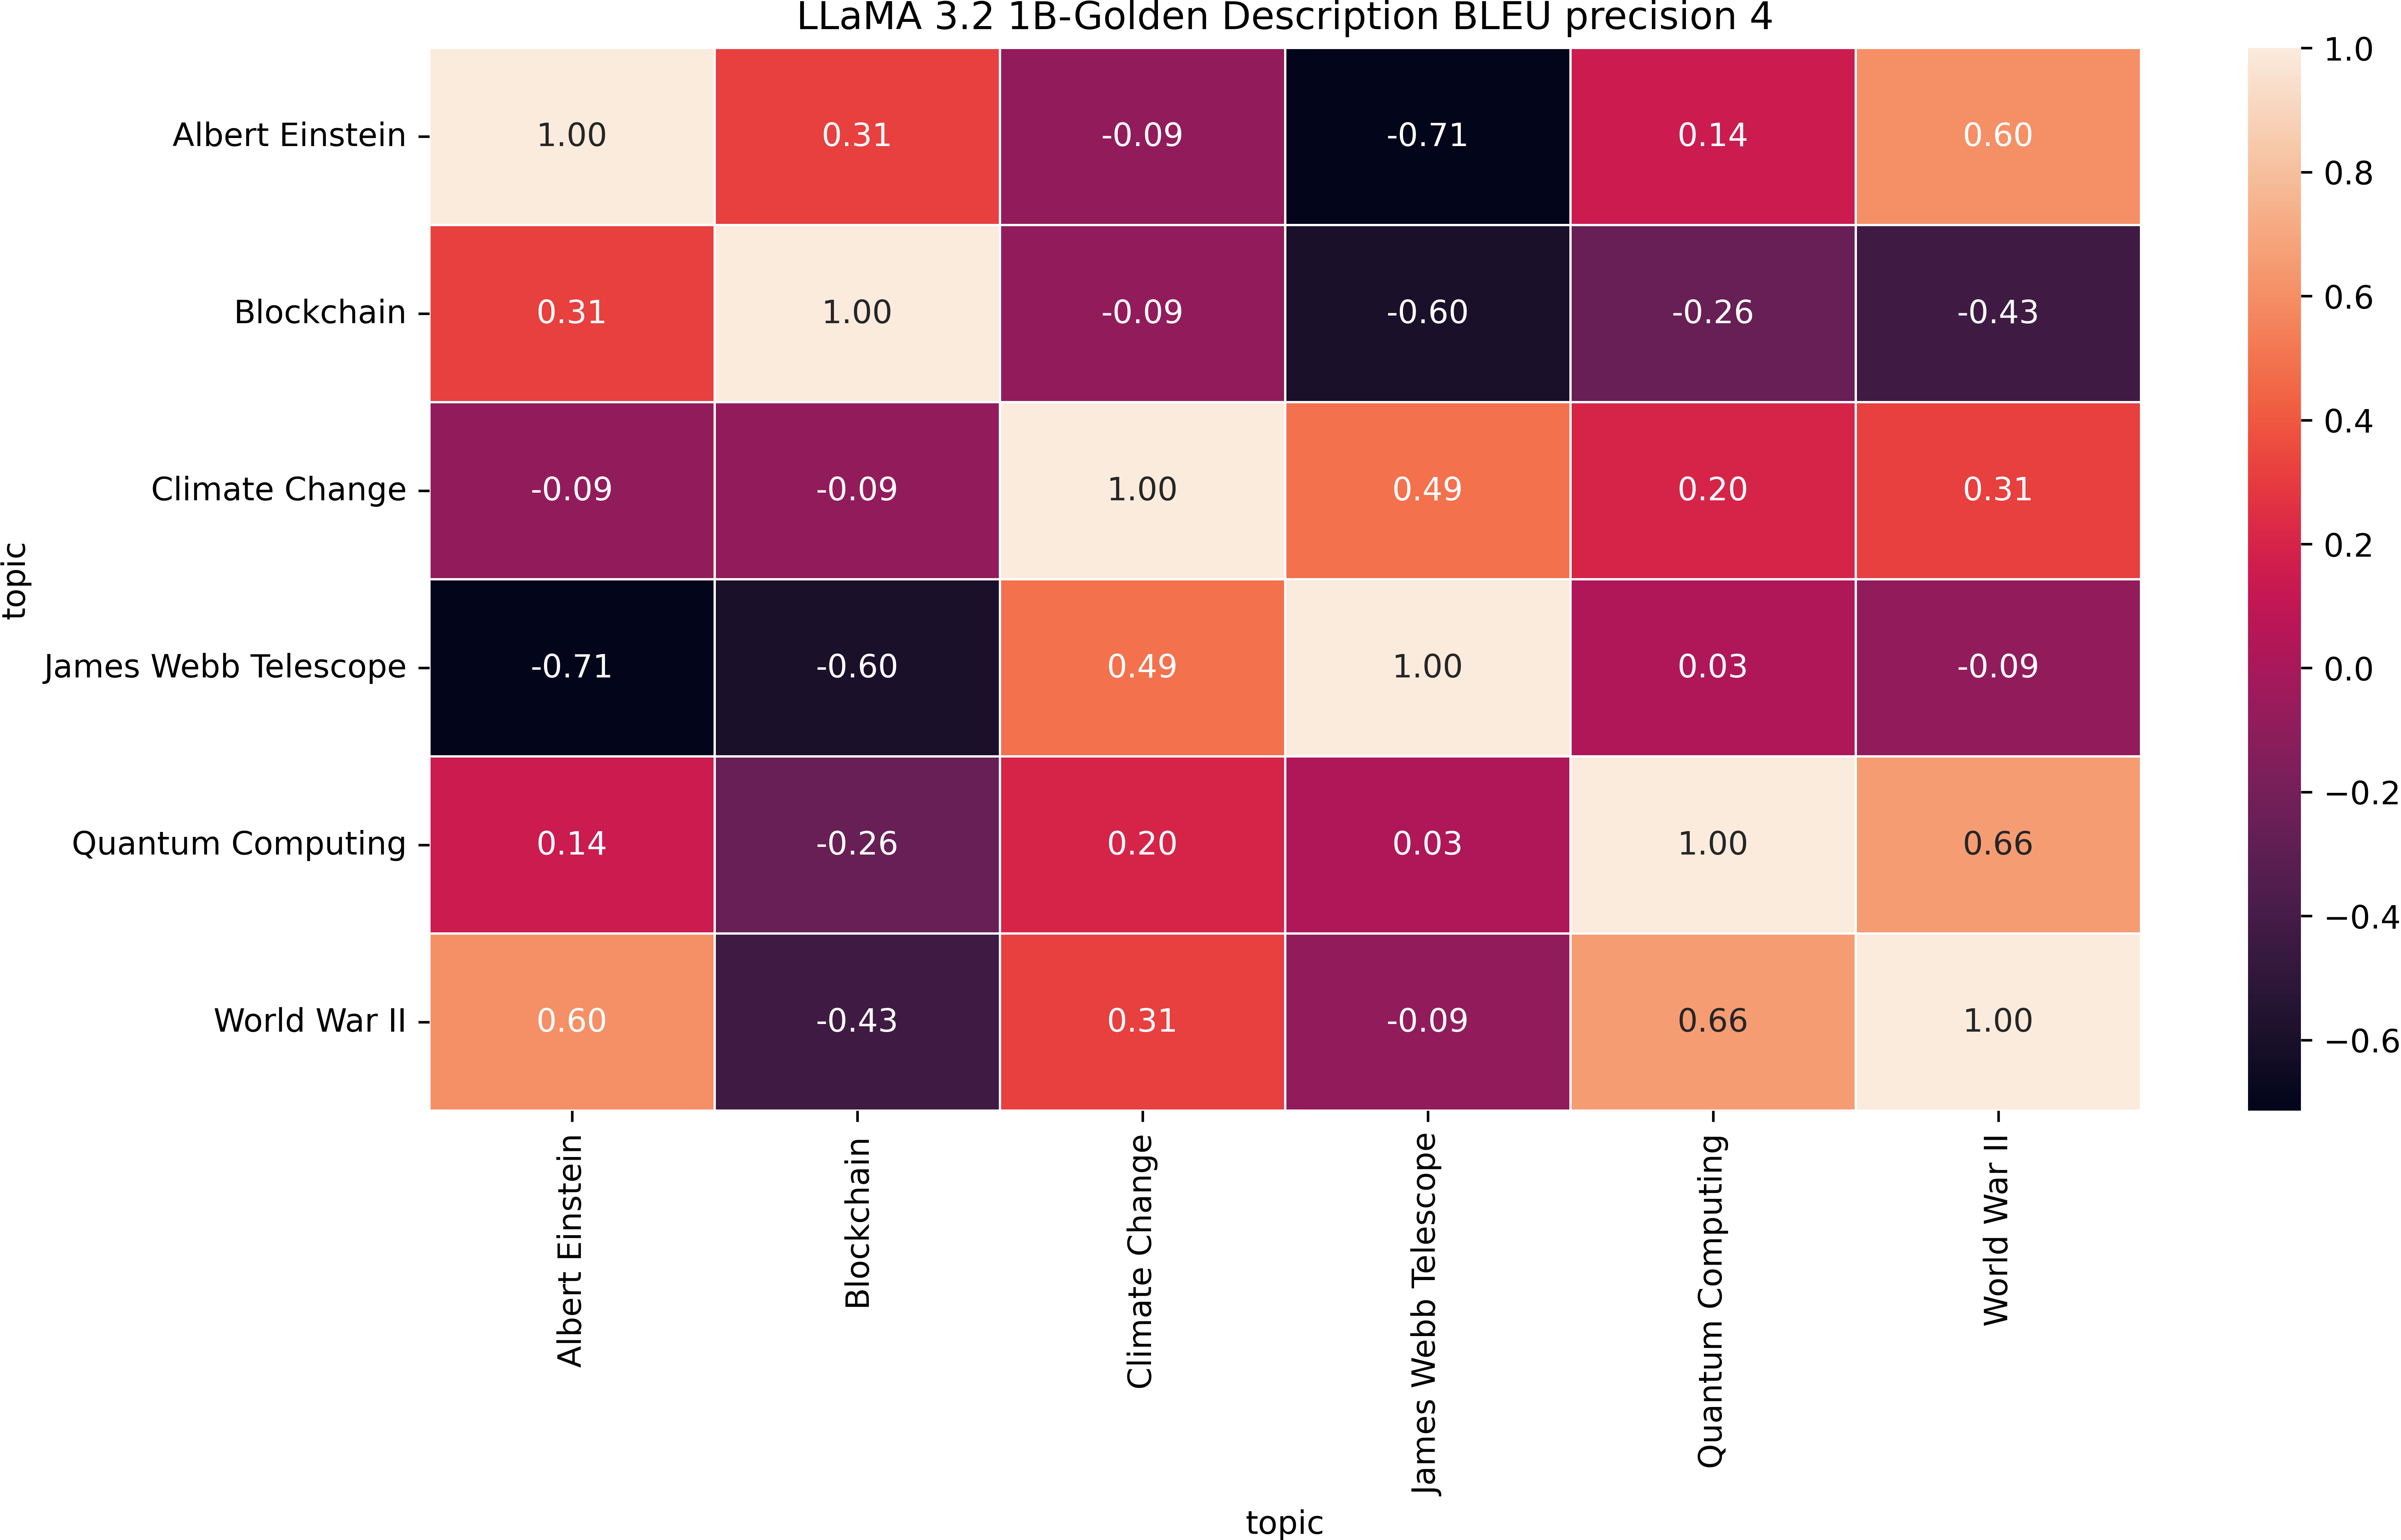 LLaMA 3.2 1B-Golden Description BLEU precision 4
Albert Einstein 1.00 0.31 -0.09 -0.71 0.14 0.60
Blockchain 0.31 1.00 -0.09 -0.60 -0.26 -0.43
Climate Change -0.09 -0.09 1.00 0.49 0.20 0.31
James Webb Telescope -0.71 -0.60 0.49 1.00 0.03 -0.09
Quantum Computing 0.14 -0.26 0.20 0.03 1.00 0.66
World War II 0.60 -0.43 0.31 -0.09 0.66 1.00
topic
Albert Einstein
Blockchain
Climate Change
James Webb Telescope
Quantum Computing
World War II
topic
1.0
0.8
0.6
0.4
0.2
0.0
−0.2
−0.4
−0.6